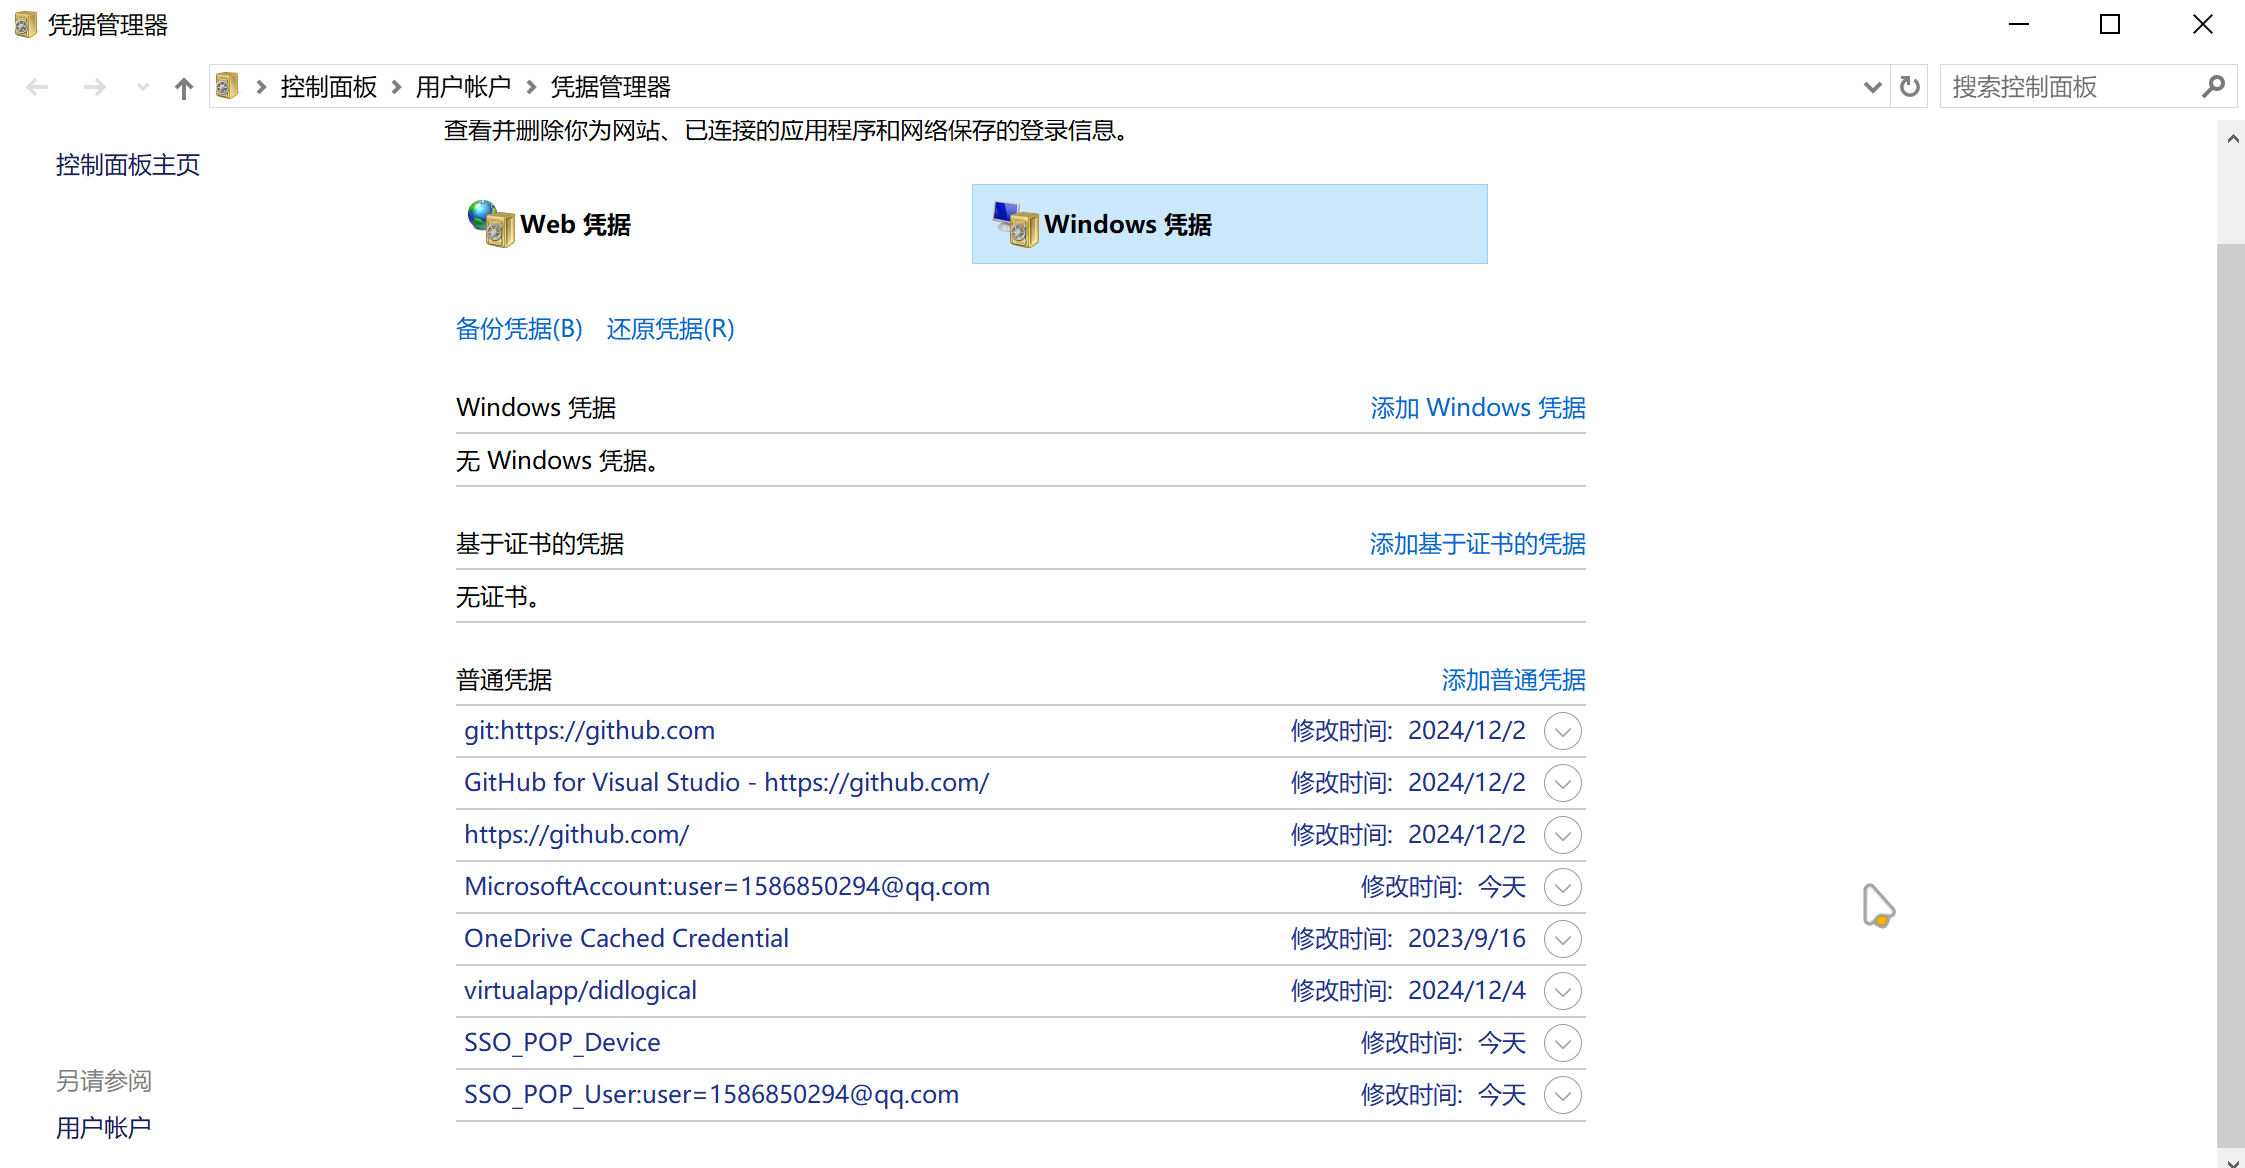 凭据管理器
控制面板 用户帐户 凭据管理器 搜索控制面板
查看并删除你为网站、已连接的应用程序和网络保存的登录信息。
控制面板主页
Web 凭据 Windows 凭据
备份凭据(B) 还原凭据(R)
Windows 凭据 添加 Windows 凭据
无 Windows 凭据。
基于证书的凭据 添加基于证书的凭据
无证书。
普通凭据 添加普通凭据
git:https://github.com 修改时间: 2024/12/2
GitHub for Visual Studio - https://github.com/ 修改时间: 2024/12/2
https://github.com/ 修改时间: 2024/12/2
MicrosoftAccount:user=1586850294@qq.com 修改时间: 今天
OneDrive Cached Credential 修改时间: 2023/9/16
virtualapp/didlogical 修改时间: 2024/12/4
SSO_POP_Device 修改时间: 今天
SSO_POP_User:user=1586850294@qq.com 修改时间: 今天
另请参阅
用户帐户